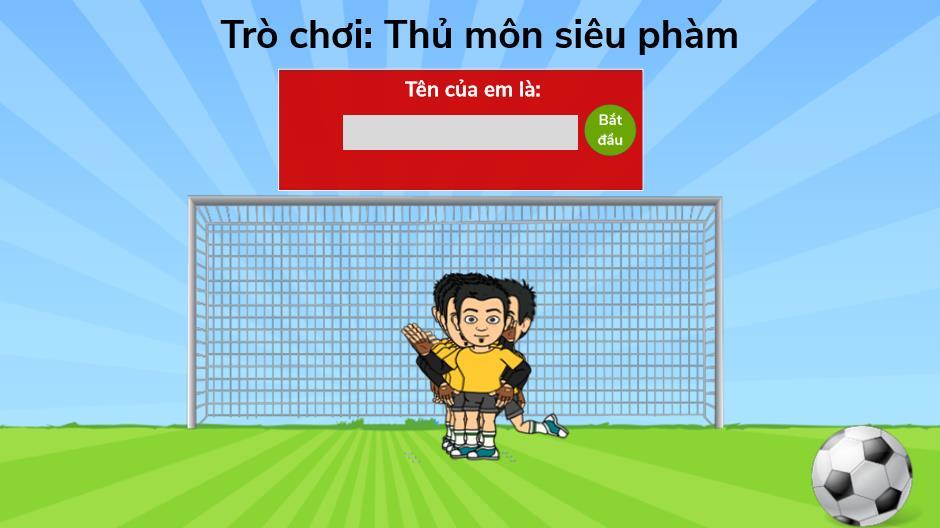 Trò chơi: Thủ môn siêu phàm
Tên của em là:
Bắt
đầu